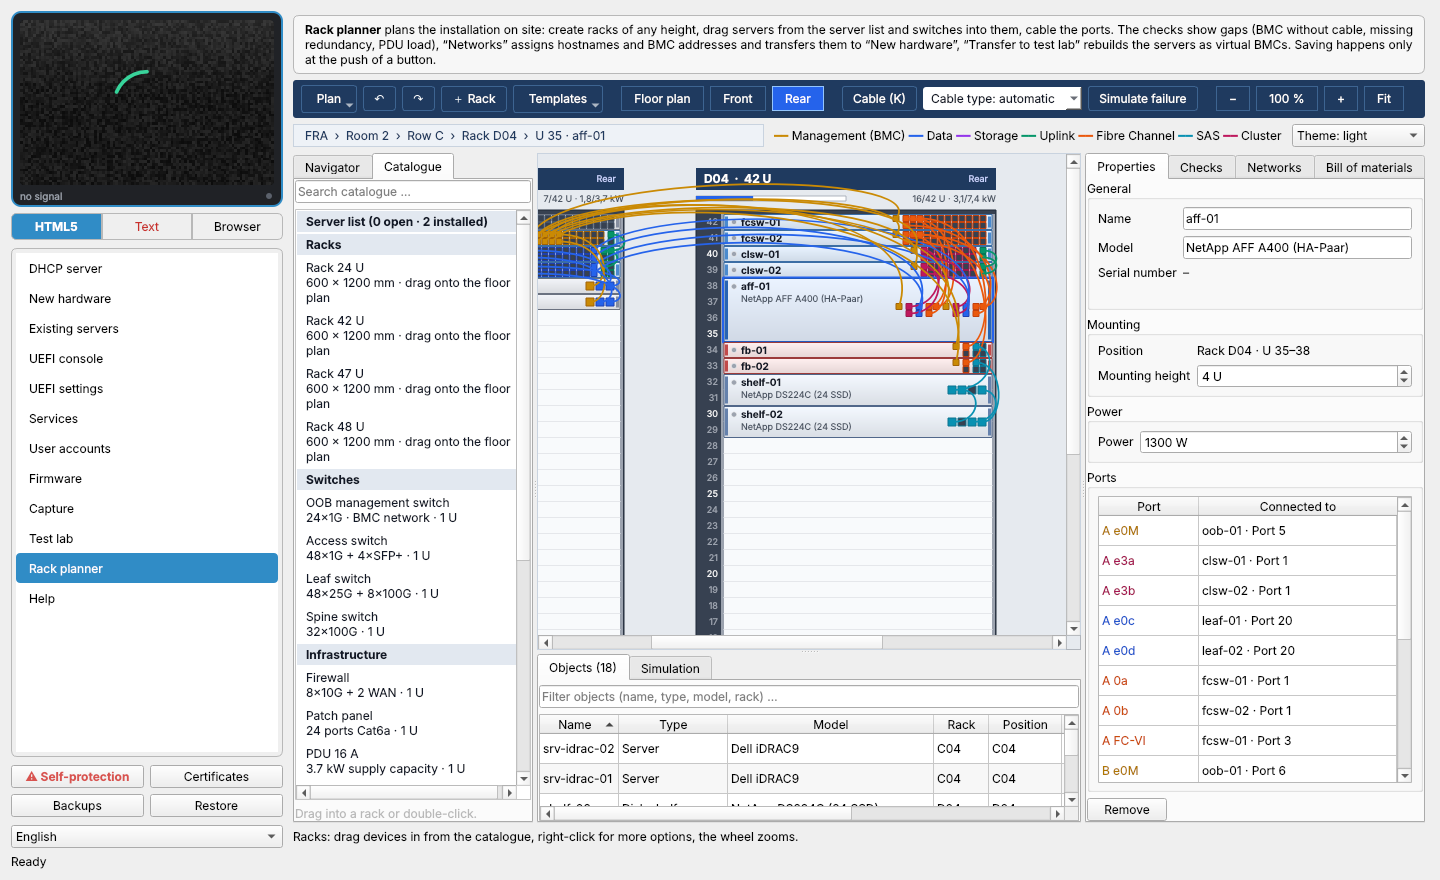 Rack planner plans the installation on site: create racks of any height, drag servers from the server list and switches into them, cable the ports. The checks show gaps (BMC without cable, missing
redundancy, PDU load), “Networks” assigns hostnames and BMC addresses and transfers them to “New hardware”, “Transfer to test lab” rebuilds the servers as virtual BMCs. Saving happens only
at the push of a button.
Plan
↶
↷
+ Rack
Templates
Floor plan
Front
Rear
Cable (K)
Cable type: automatic
Simulate failure
–
100 %
+
Fit
FRA › Room 2 › Row C › Rack D04 › U 35 · aff-01
Management (BMC)
Data
Storage
Uplink
Fibre Channel
SAS
Cluster
Theme: light
no signal
HTML5
Text
Browser
DHCP server
New hardware
Existing servers
UEFI console
UEFI settings
Services
User accounts
Firmware
Capture
Test lab
Rack planner
Help
Self-protection
Certificates
Backups
Restore
English
Ready
Navigator
Catalogue
Search catalogue ...
Server list (0 open · 2 installed)
Racks
Rack 24 U
600 × 1200 mm · drag onto the floor
plan
Rack 42 U
600 × 1200 mm · drag onto the floor
plan
Rack 47 U
600 × 1200 mm · drag onto the floor
plan
Rack 48 U
600 × 1200 mm · drag onto the floor
plan
Switches
OOB management switch
24×1G · BMC network · 1 U
Access switch
48×1G + 4×SFP+ · 1 U
Leaf switch
48×25G + 8×100G · 1 U
Spine switch
32×100G · 1 U
Infrastructure
Firewall
8×10G + 2 WAN · 1 U
Patch panel
24 ports Cat6a · 1 U
PDU 16 A
3.7 kW supply capacity · 1 U
Drag into a rack or double-click.
Rear
7/42 U · 1,8/3,7 kW
D04 · 42 U
Rear
16/42 U · 3,1/7,4 kW
42 fcsw-01
41 fcsw-02
40 clsw-01
39 clsw-02
38 aff-01
37 NetApp AFF A400 (HA-Paar)
36
35
34 fb-01
33 fb-02
32 shelf-01
31 NetApp DS224C (24 SSD)
30 shelf-02
29 NetApp DS224C (24 SSD)
28
27
26
25
24
23
22
21
20
19
18
17
Objects (18)
Simulation
Filter objects (name, type, model, rack) ...
Name Type Model Rack Position
srv-idrac-02 Server Dell iDRAC9 C04 C04
srv-idrac-01 Server Dell iDRAC9 C04 C04
Properties
Checks
Networks
Bill of materials
General
Name aff-01
Model NetApp AFF A400 (HA-Paar)
Serial number –
Mounting
Position Rack D04 · U 35–38
Mounting height 4 U
Power
Power 1300 W
Ports
Port Connected to
A e0M oob-01 · Port 5
A e3a clsw-01 · Port 1
A e3b clsw-02 · Port 1
A e0c leaf-01 · Port 20
A e0d leaf-02 · Port 20
A 0a fcsw-01 · Port 1
A 0b fcsw-02 · Port 1
A FC-VI fcsw-01 · Port 3
B e0M oob-01 · Port 6
Remove
Racks: drag devices in from the catalogue, right-click for more options, the wheel zooms.